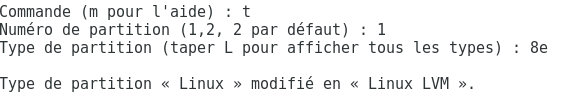 Commande (m pour l'aide) : t
Numéro de partition (1,2, 2 par défaut) : 1
Type de partition (taper L pour afficher tous les types) : 8e
Type de partition « Linux » modifié en « Linux LVM ».